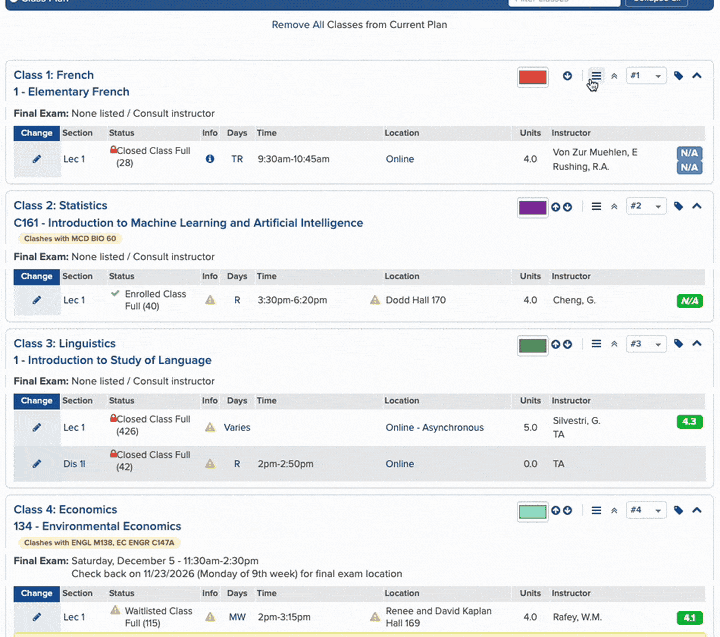 Class Plan
Filter Classes
Collapse All
Remove All Classes from Current Plan
Class 1: French
#1
1 - Elementary French
Final Exam: None listed / Consult instructor
Change Section Status Info Days Time Location Units Instructor
Lec 1 Closed Class Full (28) TR 9:30am-10:45am Online 4.0 Von Zur Muehlen, E N/A
Rushing, R.A. N/A
Class 2: Statistics
#2
C161 - Introduction to Machine Learning and Artificial Intelligence
Clashes with MCD BIO 60
Final Exam: None listed / Consult instructor
Change Section Status Info Days Time Location Units Instructor
Lec 1 Enrolled Class Full (40) R 3:30pm-6:20pm Dodd Hall 170 4.0 Cheng, G. N/A
Class 3: Linguistics
#3
1 - Introduction to Study of Language
Final Exam: None listed / Consult instructor
Change Section Status Info Days Time Location Units Instructor
Lec 1 Closed Class Full (426) Varies Online - Asynchronous 5.0 Silvestri, G. TA 4.3
Dis 1l Closed Class Full (42) R 2pm-2:50pm Online 0.0 TA
Class 4: Economics
#4
134 - Environmental Economics
Clashes with ENGL M138, EC ENGR C147A
Final Exam: Saturday, December 5 - 11:30am-2:30pm
Check back on 11/23/2026 (Monday of 9th week) for final exam location
Change Section Status Info Days Time Location Units Instructor
Lec 1 Waitlisted Class Full (115) MW 2pm-3:15pm Renee and David Kaplan Hall 169 4.0 Rafey, W.M. 4.1